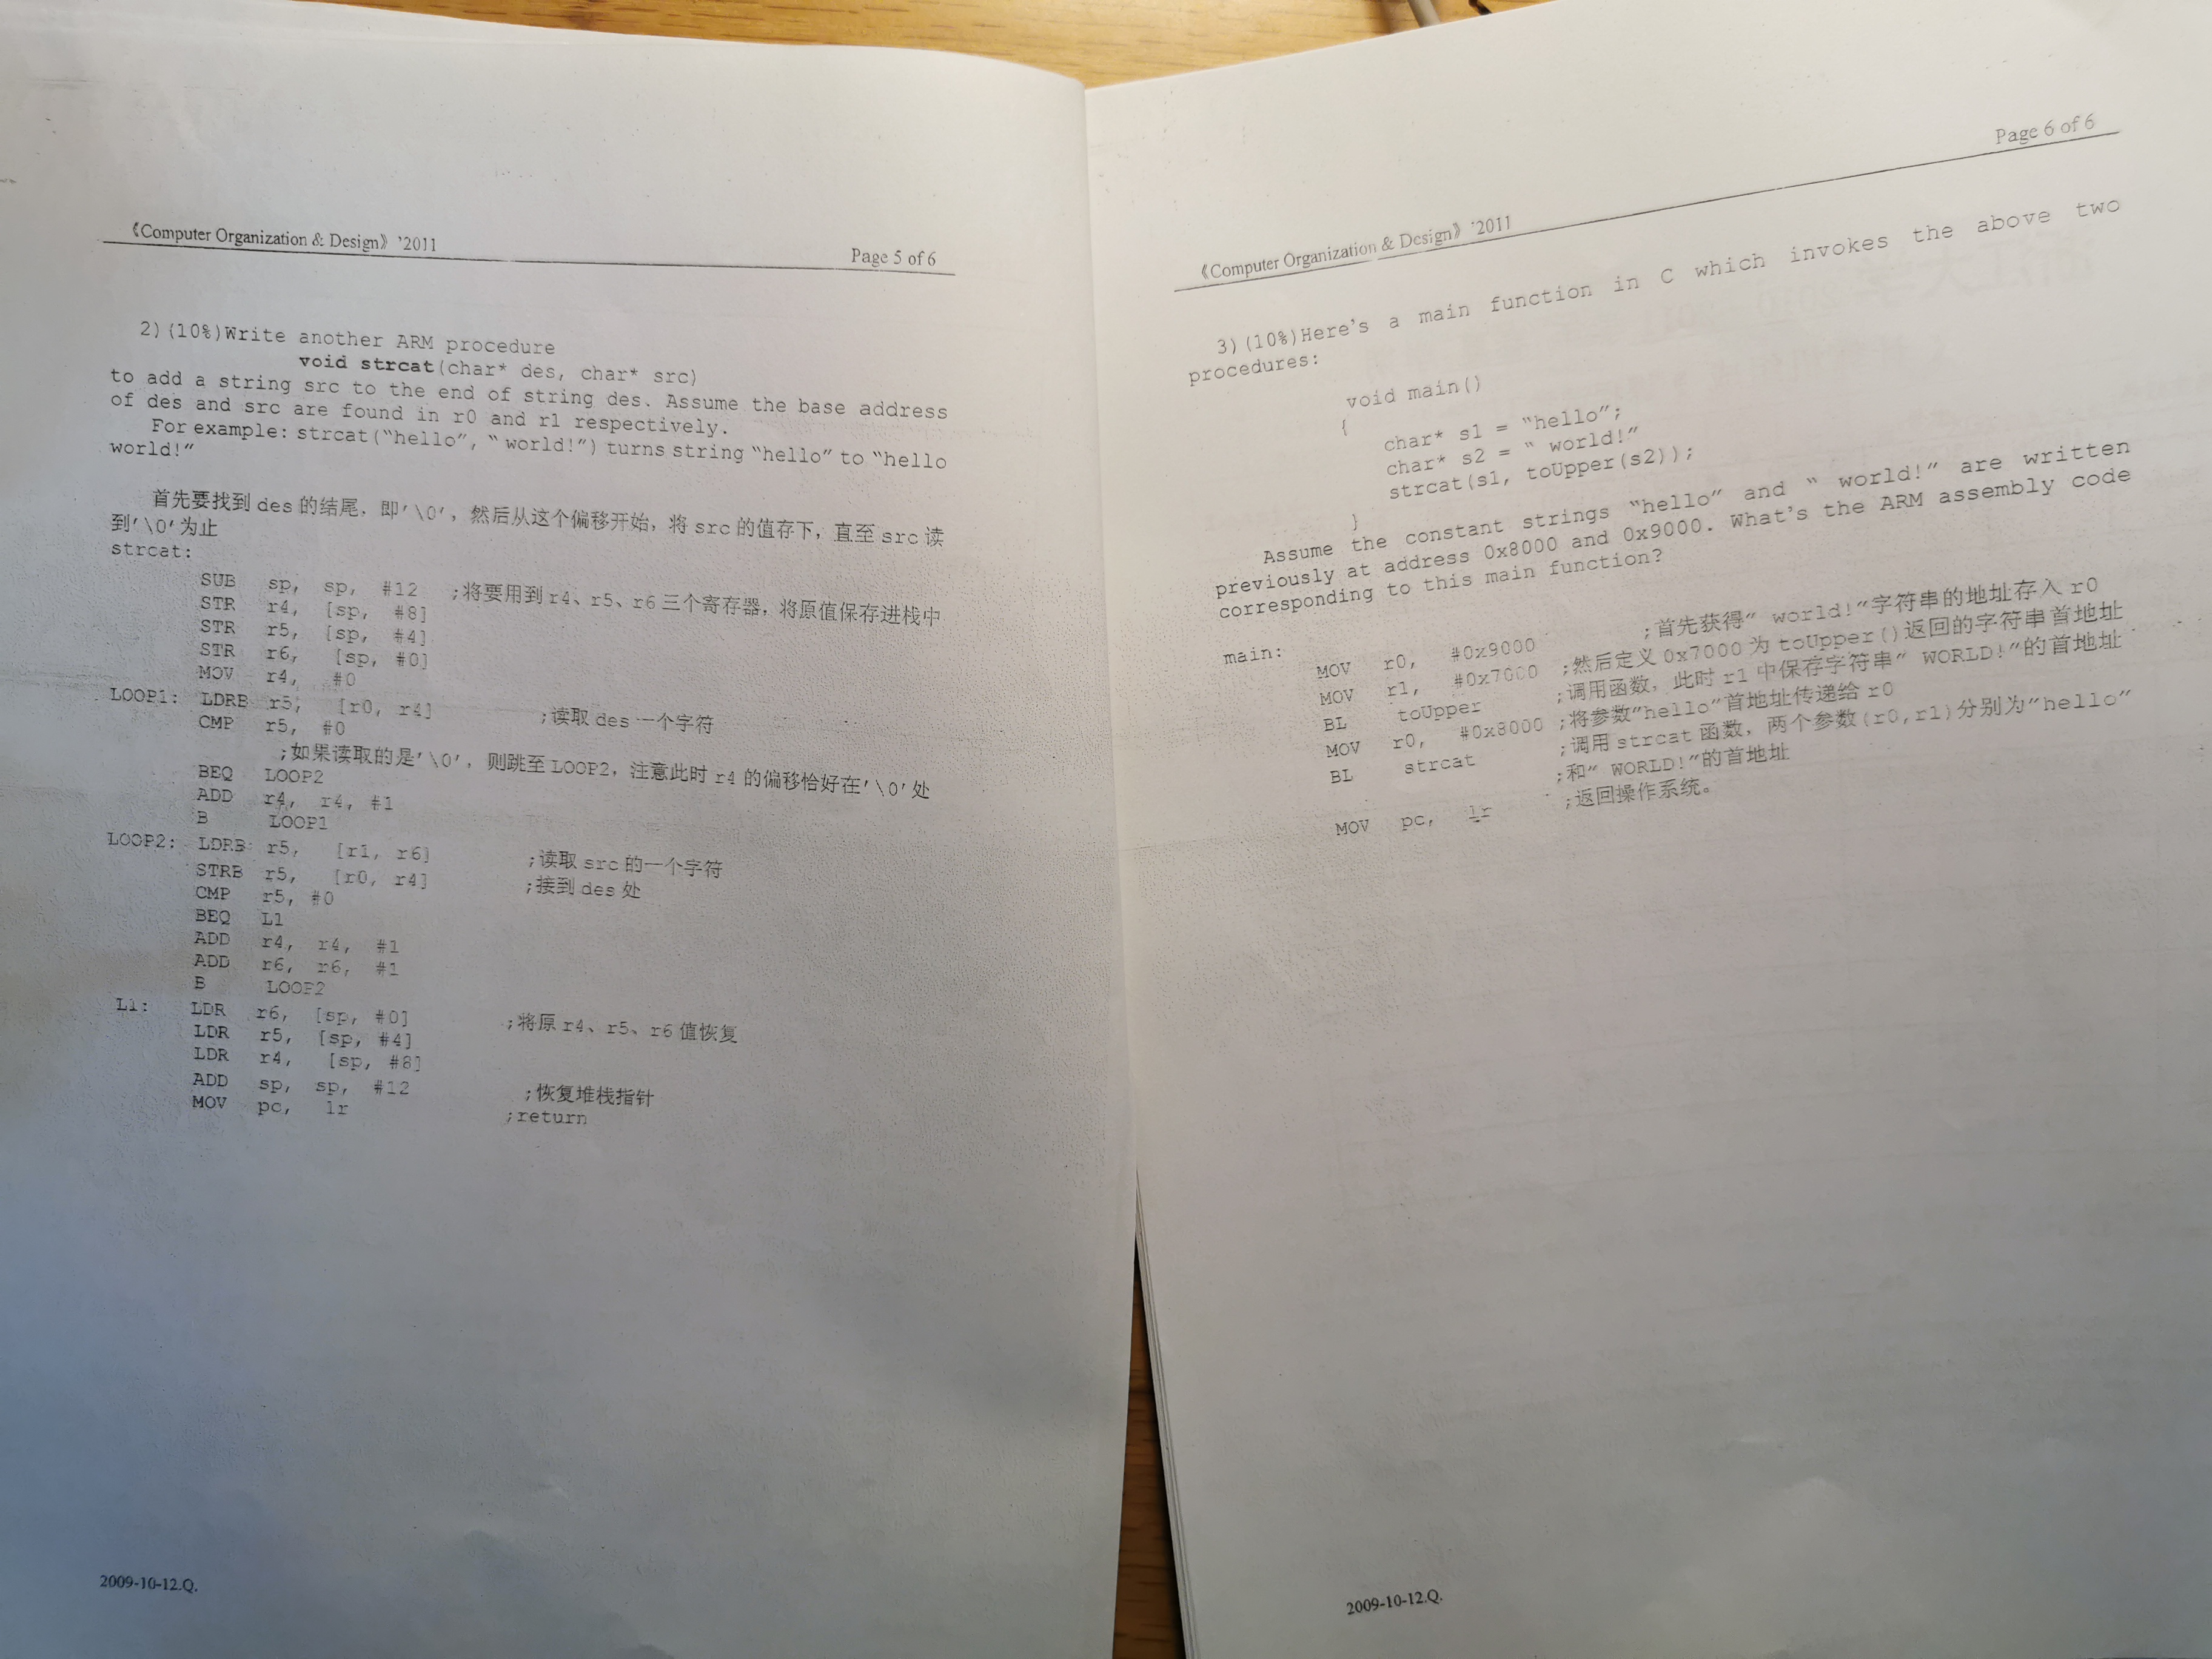 《Computer Organization & Design》 '2011
Page 5 of 6
2)(10%)Write another ARM procedure
void strcat(char* des, char* src)
to add a string src to the end of string des. Assume the base address
of des and src are found in r0 and r1 respectively.
For example: strcat("hello", " world!") turns string "hello" to "hello
world!"
首先要找到 des 的结尾，即'\0'，然后从这个偏移开始，将 src 的值存下，直至 src 读
到'\0'为止
strcat:
SUB sp, sp, #12 ;将要用到 r4、r5、r6 三个寄存器，将原值保存进栈中
STR r4, [sp, #8]
STR r5, [sp, #4]
STR r6, [sp, #0]
MOV r4, #0
LOOP1: LDRB r5, [r0, r4] ;读取 des 一个字符
CMP r5, #0
;如果读取的是'\0'，则跳至 LOOP2，注意此时 r4 的偏移恰好在'\0'处
BEQ LOOP2
ADD r4, r4, #1
B LOOP1
LOOP2: LDRB r5, [r1, r6] ;读取 src 的一个字符
STRB r5, [r0, r4] ;接到 des 处
CMP r5, #0
BEQ L1
ADD r4, r4, #1
ADD r6, r6, #1
B LOOP2
L1: LDR r6, [sp, #0] ;将原 r4、r5、r6 值恢复
LDR r5, [sp, #4]
LDR r4, [sp, #8]
ADD sp, sp, #12 ;恢复堆栈指针
MOV pc, lr ;return
2009-10-12.Q.
《Computer Organization & Design》 '2011
Page 6 of 6
3)(10%)Here's a main function in C which invokes the above two
procedures:
void main()
{
char* s1 = "hello";
char* s2 = " world!"
strcat(s1, toUpper(s2));
}
Assume the constant strings "hello" and " world!" are written
previously at address 0x8000 and 0x9000. What's the ARM assembly code
corresponding to this main function?
main:
MOV r0, #0x9000 ;首先获得" world!"字符串的地址存入 r0
MOV r1, #0x7000 ;然后定义 0x7000 为 toUpper()返回的字符串首地址
BL toUpper ;调用函数，此时 r1 中保存字符串" WORLD!"的首地址
MOV r0, #0x8000 ;将参数"hello"首地址传递给 r0
BL strcat ;调用 strcat 函数，两个参数(r0,r1)分别为"hello"
;和" WORLD!"的首地址
MOV pc, lr ;返回操作系统。
2009-10-12.Q.